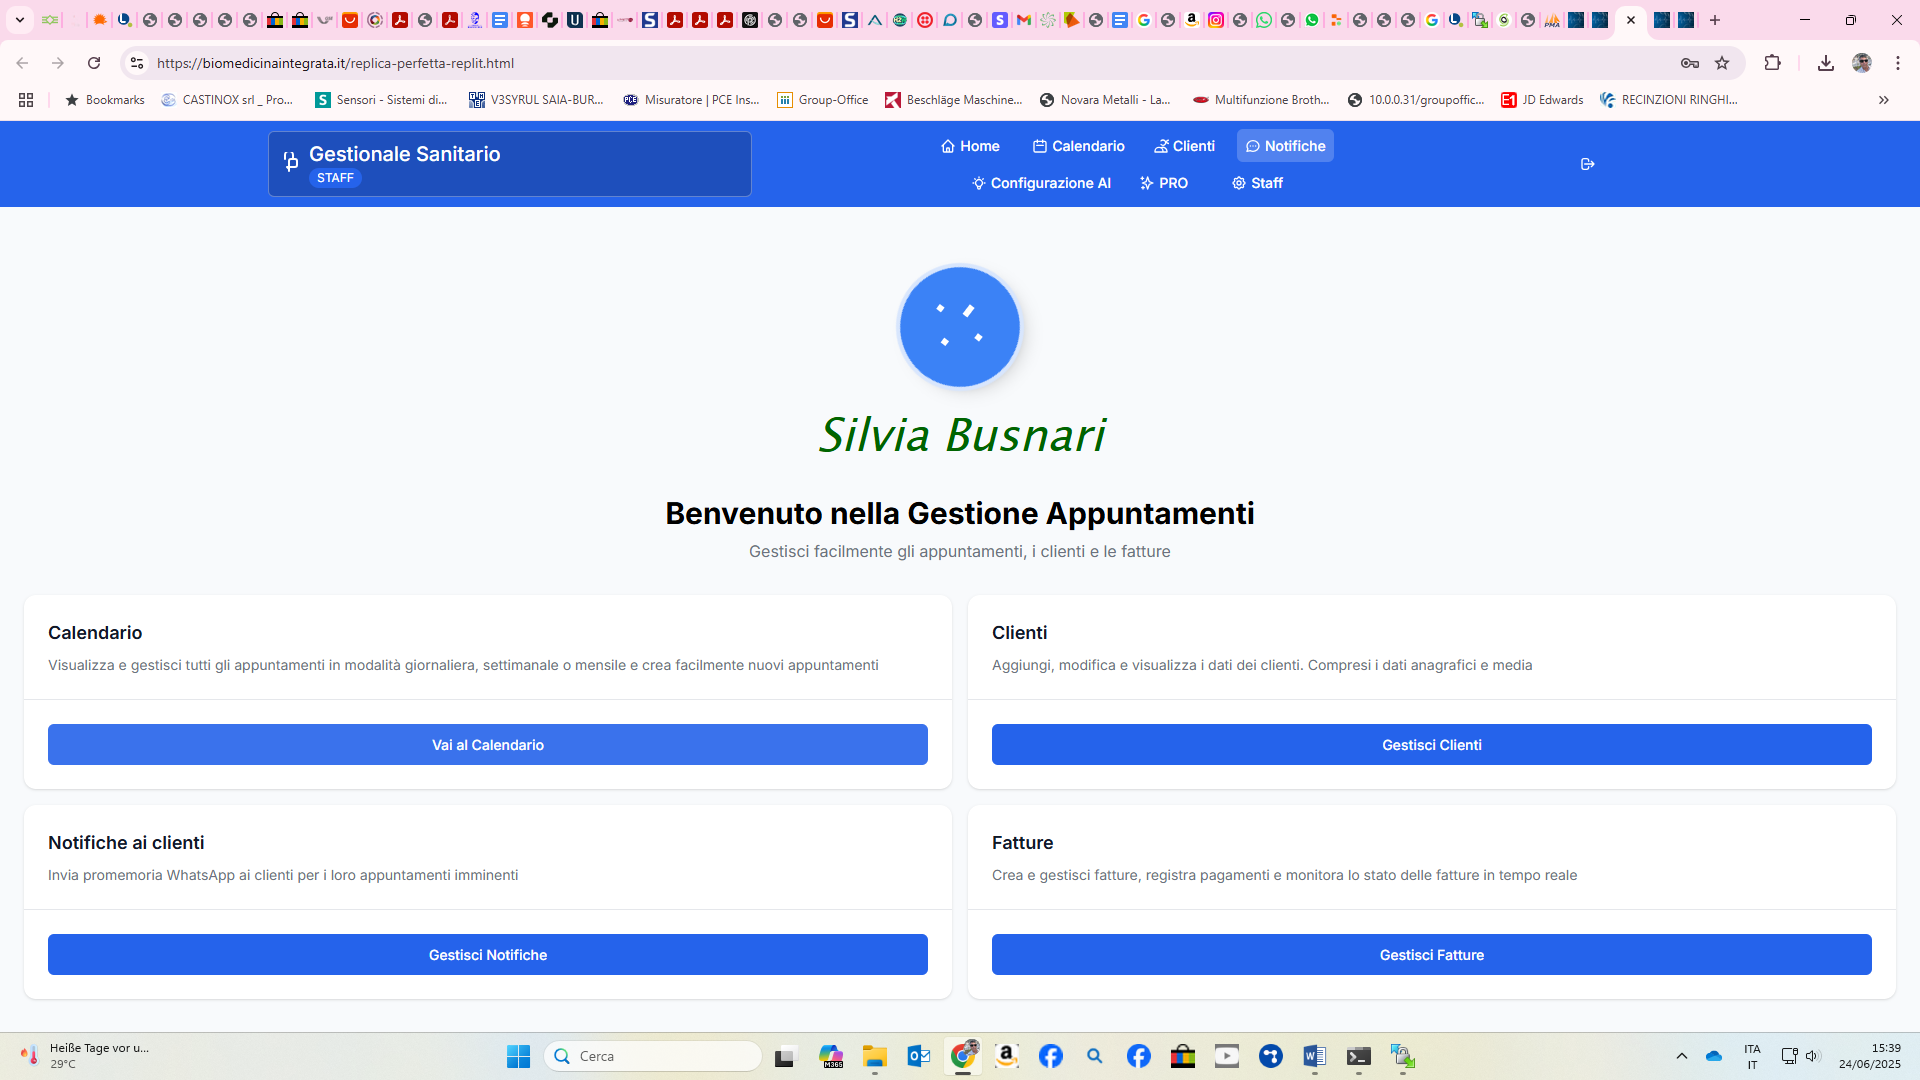 https://biomedicinaintegrata.it/replica-perfetta-replit.html
Bookmarks
CASTINOX srl _ Pro...
Sensori - Sistemi di...
V3SYRUL SAIA-BUR...
Misuratore | PCE Ins...
Group-Office
Beschläge Maschine...
Novara Metalli - La...
Multifunzione Broth...
10.0.0.31/groupoffic...
JD Edwards
RECINZIONI RINGHI...
Gestionale Sanitario
STAFF
Home
Calendario
Clienti
Notifiche
Configurazione AI
PRO
Staff
Silvia Busnari
Benvenuto nella Gestione Appuntamenti
Gestisci facilmente gli appuntamenti, i clienti e le fatture
Calendario
Visualizza e gestisci tutti gli appuntamenti in modalità giornaliera, settimanale o mensile e crea facilmente nuovi appuntamenti
Vai al Calendario
Clienti
Aggiungi, modifica e visualizza i dati dei clienti. Compresi i dati anagrafici e media
Gestisci Clienti
Notifiche ai clienti
Invia promemoria WhatsApp ai clienti per i loro appuntamenti imminenti
Gestisci Notifiche
Fatture
Crea e gestisci fatture, registra pagamenti e monitora lo stato delle fatture in tempo reale
Gestisci Fatture
Heiße Tage vor u...
29°C
Cerca
ITA
IT
15:39
24/06/2025